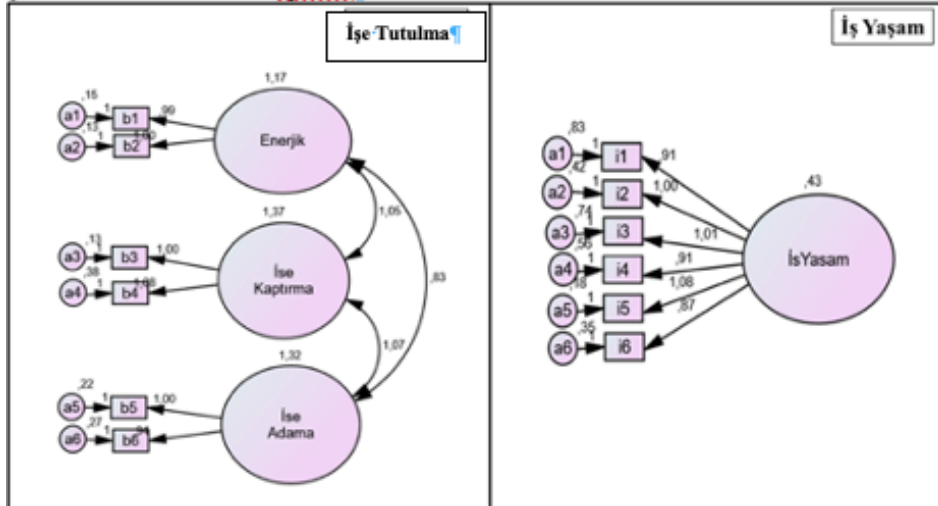 İşe Tutulma¶
İş Yaşam
1,17
,15
a1
1
b1
,99
,13
a2
1
b2
1,00
Enerjik
1,05
,83
1,37
,13
a3
1
b3
1,00
,38
a4
1
b4
İse
Kaptırma
1,07
1,32
,22
a5
1
b5
1,00
,27
a6
1
b6
İse
Adama
,83
a1
1
i1
,91
,42
a2
1
i2
1,00
,74
a3
1
i3
1,01
a4
1
i4
,91
,18
a5
1
i5
1,08
,35
a6
1
i6
,87
,43
İsYasam